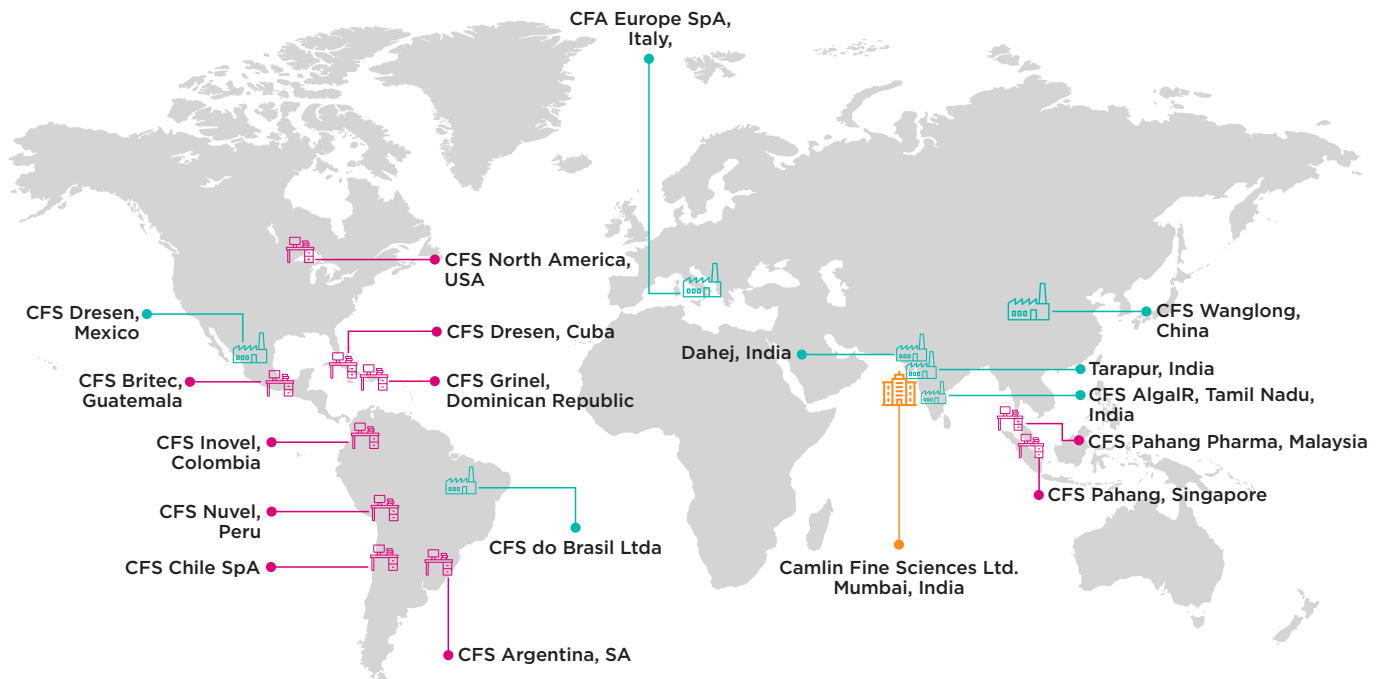 CFA Europe SpA,
Italy,
CFS North America,
USA
CFS Dresen,
Mexico
CFS Dresen, Cuba
CFS Britec,
Guatemala
CFS Grinel,
Dominican Republic
CFS Inovel,
Colombia
CFS Nuvel,
Peru
CFS do Brasil Ltda
CFS Chile SpA
CFS Argentina, SA
CFS Wanglong,
China
Dahej, India
Tarapur, India
CFS AlgalR, Tamil Nadu,
India
CFS Pahang Pharma, Malaysia
CFS Pahang, Singapore
Camlin Fine Sciences Ltd.
Mumbai, India